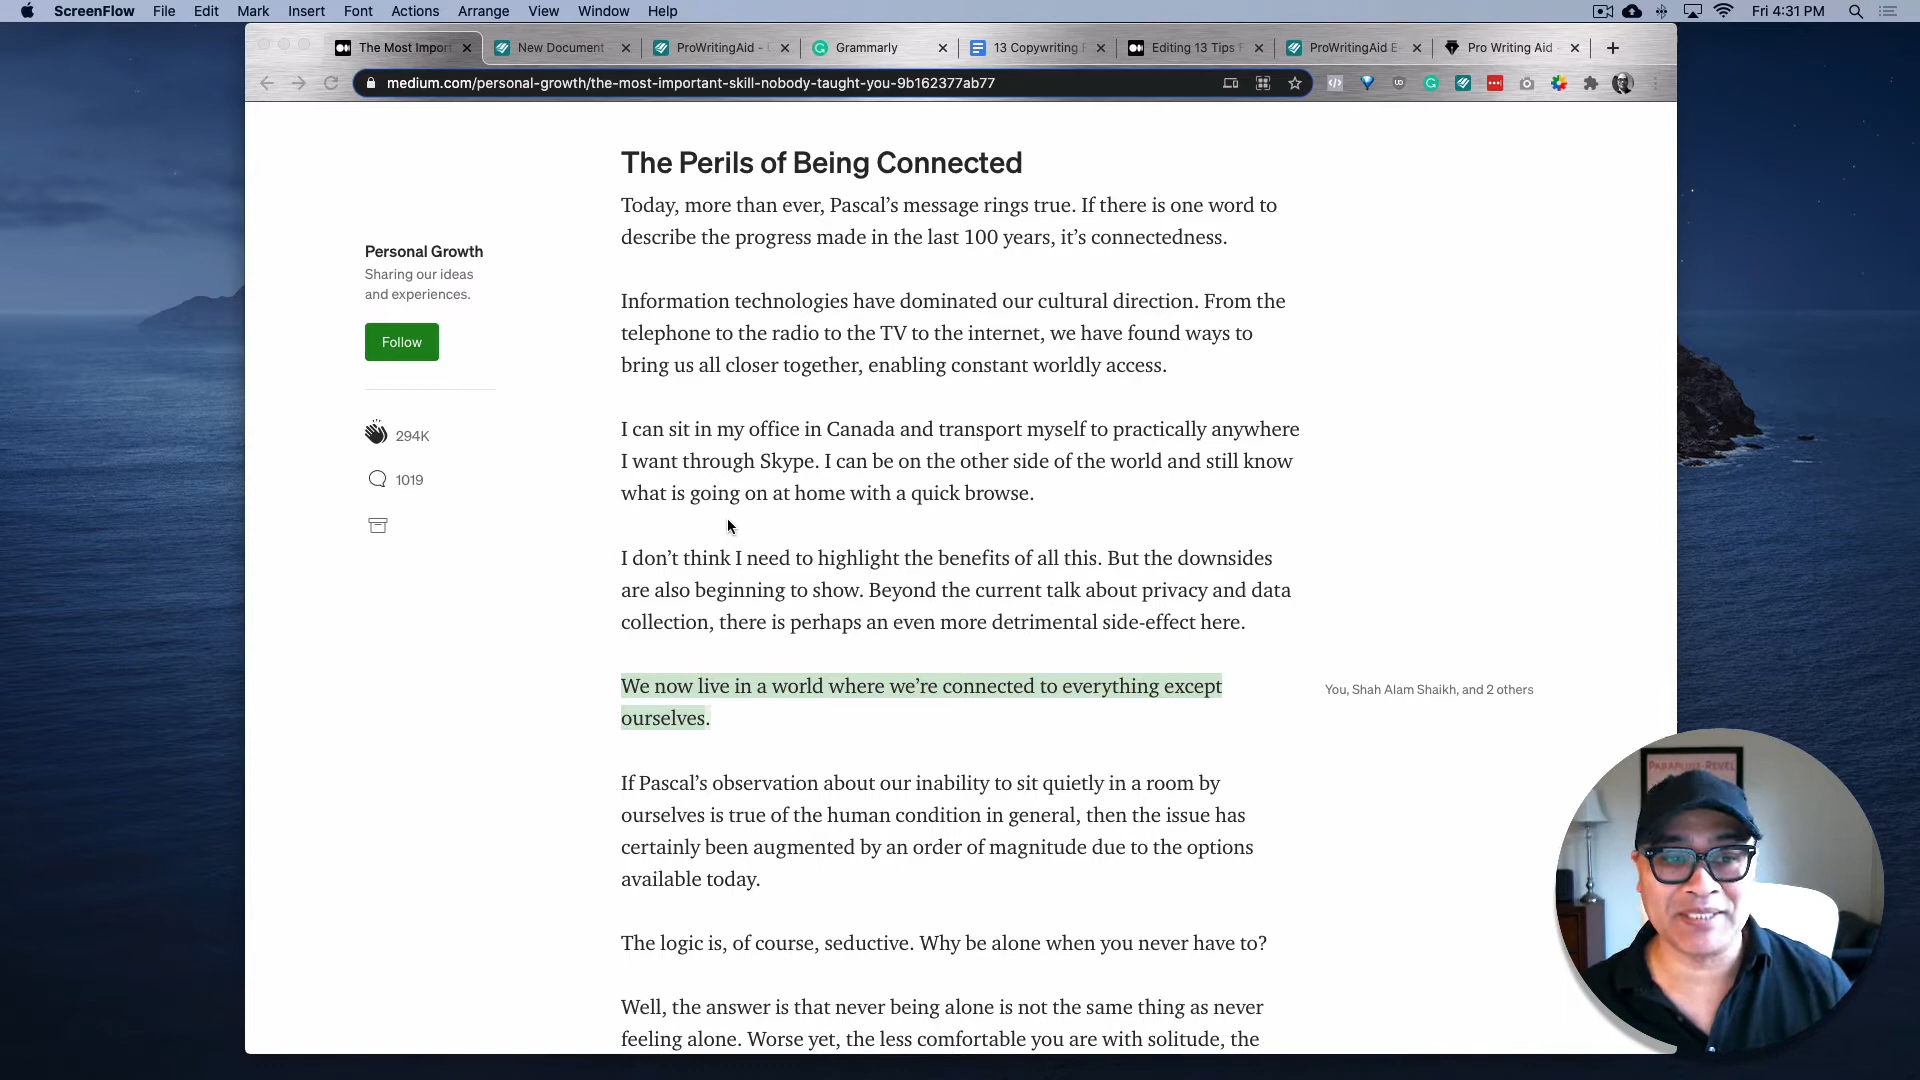 ScreenFlow File Edit Mark Insert Font Actions Arrange View Window Help Fri 4:31 PM
The Most Impor New Document - ProWritingAid - Grammarly 13 Copywriting Editing 13 Tips ProWritingAid E Pro Writing Aid
medium.com/personal-growth/the-most-important-skill-nobody-taught-you-9b162377ab77
The Perils of Being Connected
Today, more than ever, Pascal’s message rings true. If there is one word to
describe the progress made in the last 100 years, it’s connectedness.
Personal Growth
Sharing our ideas
and experiences.
Follow
294K
1019
Information technologies have dominated our cultural direction. From the
telephone to the radio to the TV to the internet, we have found ways to
bring us all closer together, enabling constant worldly access.
I can sit in my office in Canada and transport myself to practically anywhere
I want through Skype. I can be on the other side of the world and still know
what is going on at home with a quick browse.
I don’t think I need to highlight the benefits of all this. But the downsides
are also beginning to show. Beyond the current talk about privacy and data
collection, there is perhaps an even more detrimental side-effect here.
We now live in a world where we’re connected to everything except
ourselves.
You, Shah Alam Shaikh, and 2 others
If Pascal’s observation about our inability to sit quietly in a room by
ourselves is true of the human condition in general, then the issue has
certainly been augmented by an order of magnitude due to the options
available today.
The logic is, of course, seductive. Why be alone when you never have to?
Well, the answer is that never being alone is not the same thing as never
feeling alone. Worse yet, the less comfortable you are with solitude, the